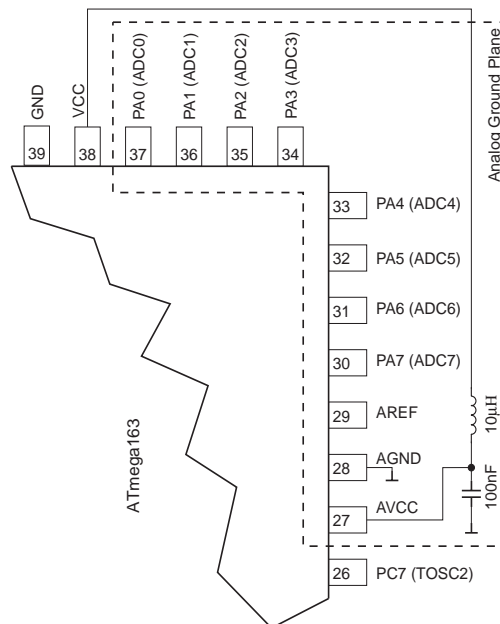 GND
VCC
PA0 (ADC0)
PA1 (ADC1)
PA2 (ADC2)
PA3 (ADC3)
Analog Ground Plane
39
38
37
36
35
34
33
PA4 (ADC4)
32
PA5 (ADC5)
31
PA6 (ADC6)
30
PA7 (ADC7)
29
AREF
10μH
28
AGND
100nF
27
AVCC
26
PC7 (TOSC2)
ATmega163